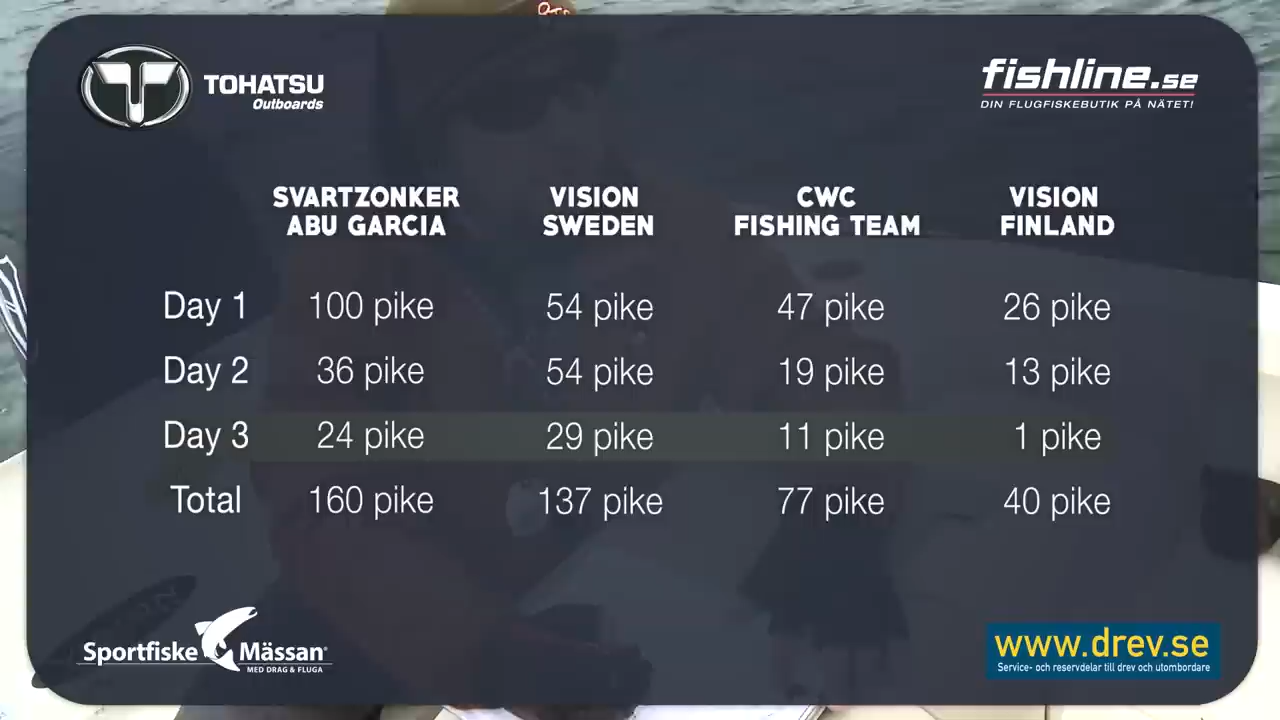 TOHATSU
Outboards
fishline.se
DIN FLUGFISKEBUTIK PÅ NÄTET!
SVARTZONKER ABU GARCIA
VISION SWEDEN
CWC FISHING TEAM
VISION FINLAND
Day 1 100 pike 54 pike 47 pike 26 pike
Day 2 36 pike 54 pike 19 pike 13 pike
Day 3 24 pike 29 pike 11 pike 1 pike
Total 160 pike 137 pike 77 pike 40 pike
Sportfiske Mässan®
MED DRAG & FLUGA
www.drev.se
Service- och reservdelar till drev och utombordare